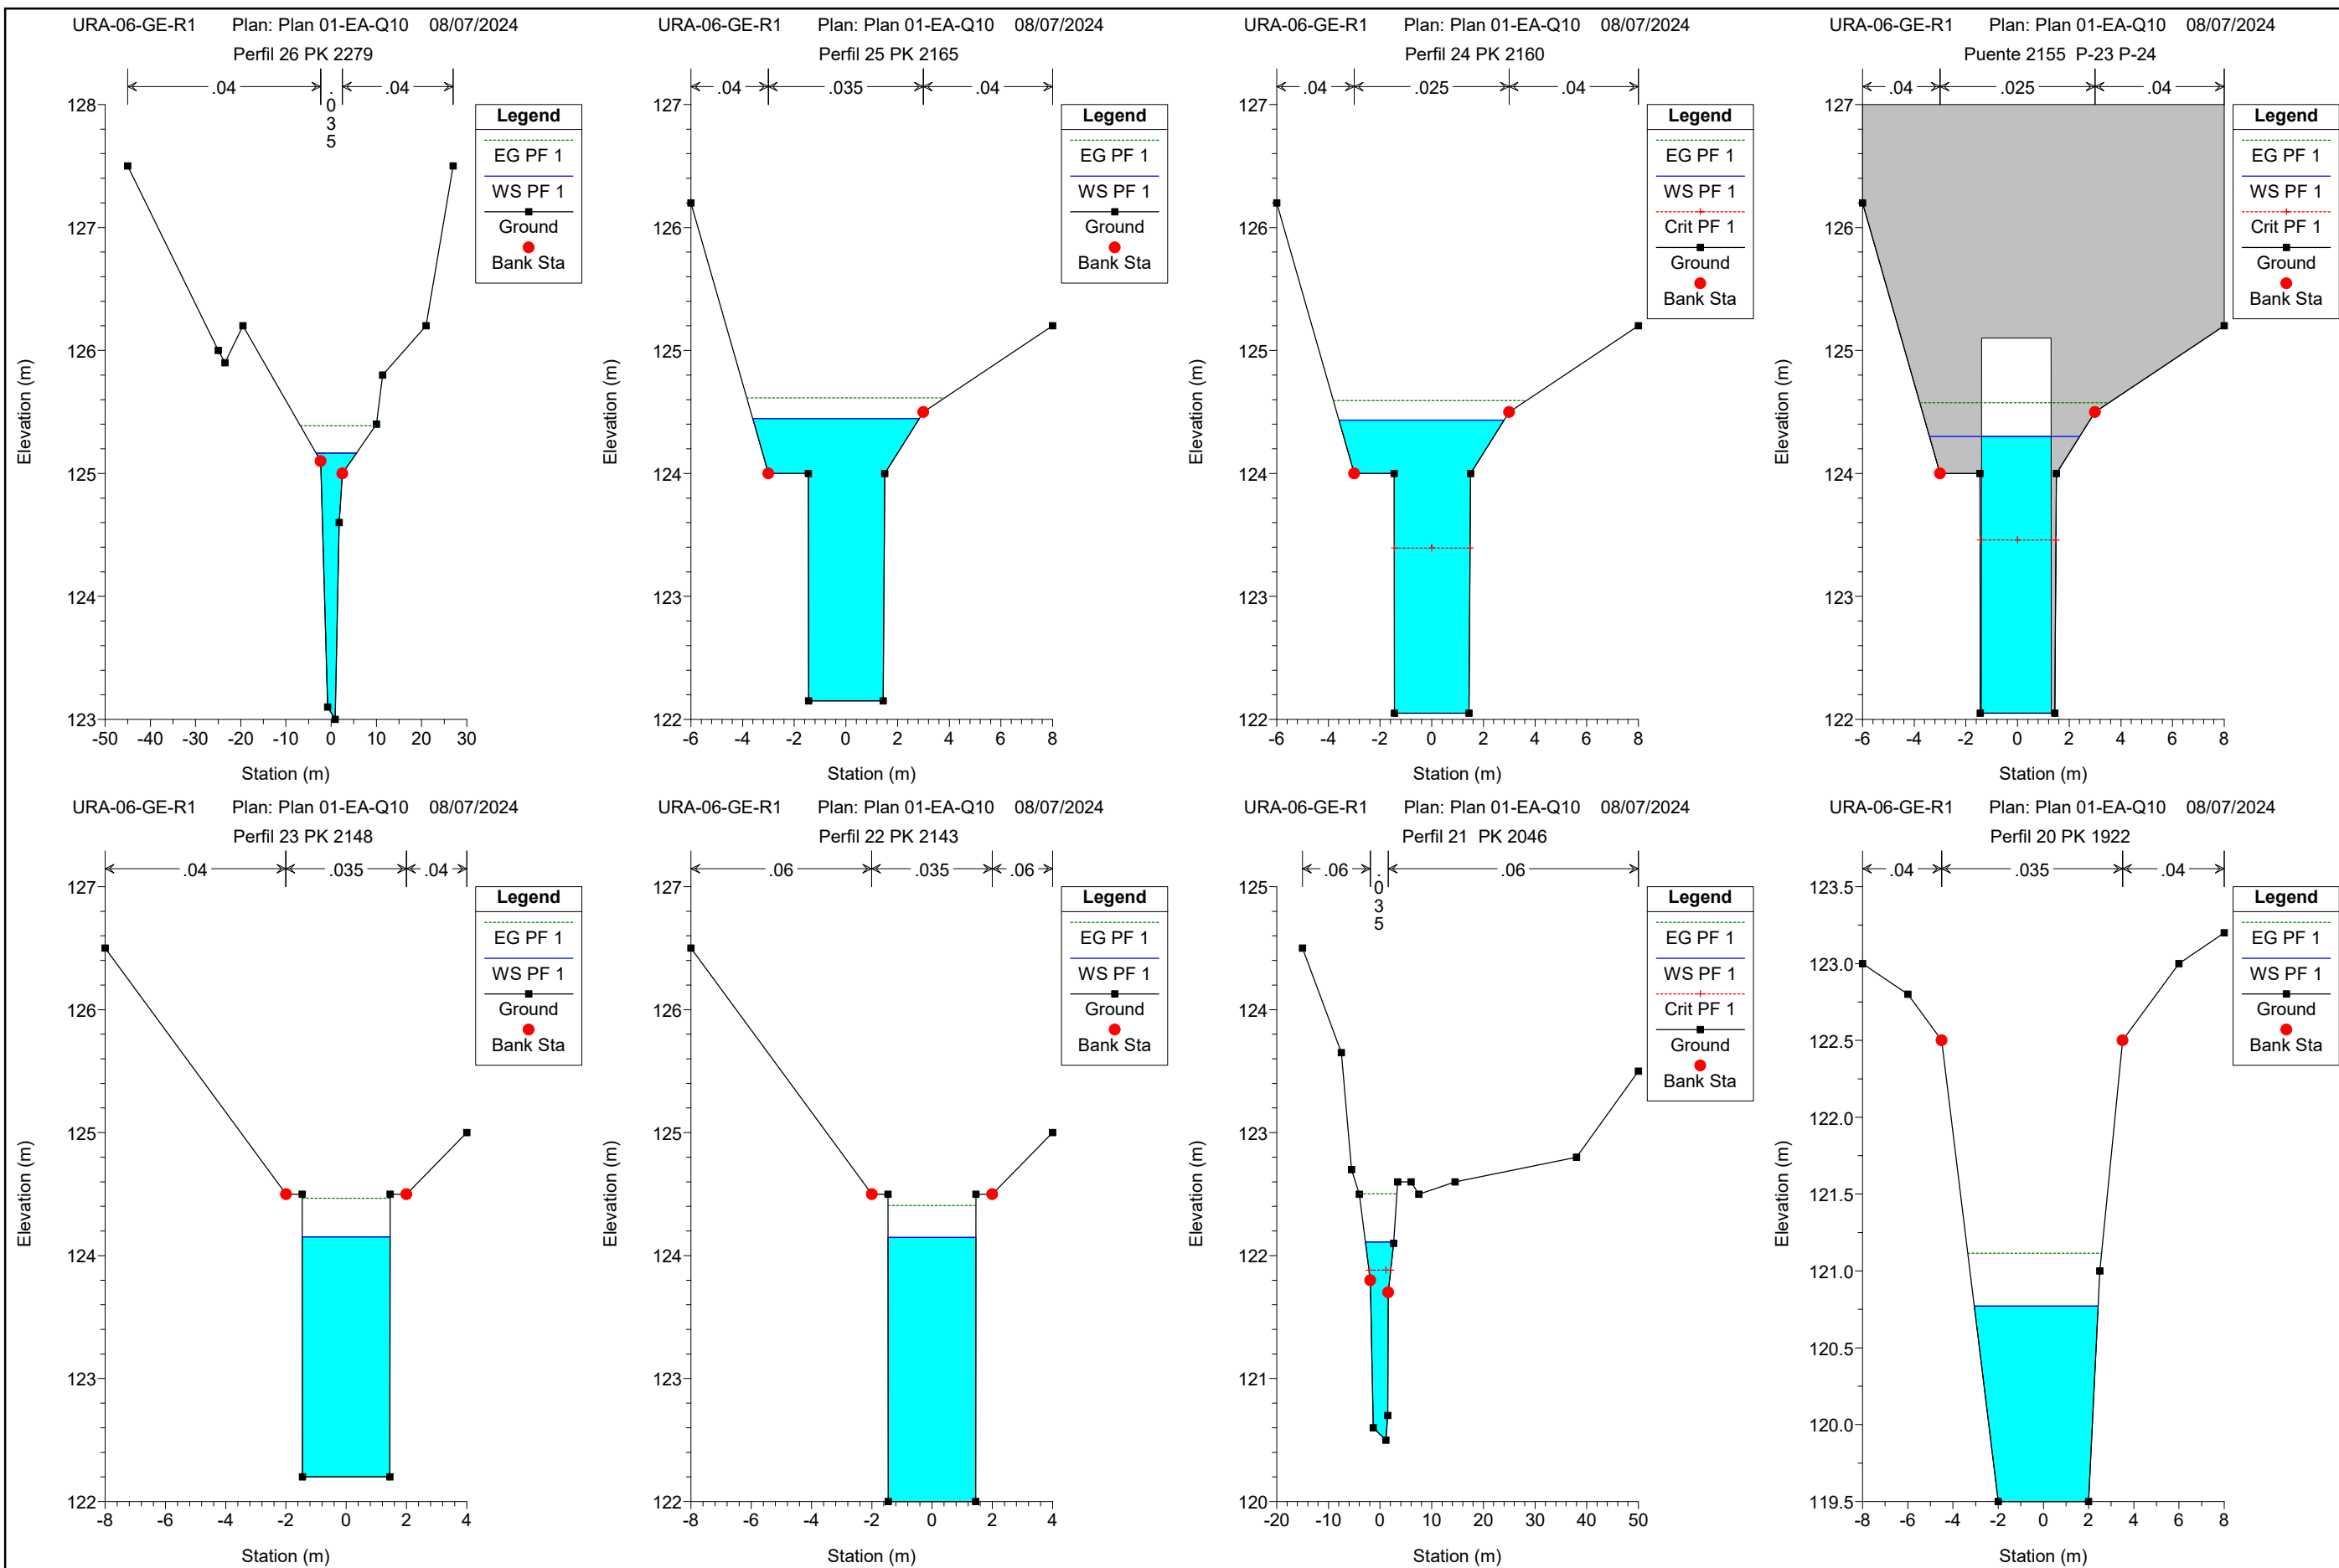 URA-06-GE-R1 Plan: Plan 01-EA-Q10 08/07/2024
Perfil 26 PK 2279
.04
.035
.04
128
127
126
125
124
123
Elevation (m)
-50 -40 -30 -20 -10 0 10 20 30
Station (m)
Legend
EG PF 1
WS PF 1
Ground
Bank Sta
URA-06-GE-R1 Plan: Plan 01-EA-Q10 08/07/2024
Perfil 25 PK 2165
.04 .035 .04
127
126
125
124
123
122
Elevation (m)
-6 -4 -2 0 2 4 6 8
Station (m)
Legend
EG PF 1
WS PF 1
Ground
Bank Sta
URA-06-GE-R1 Plan: Plan 01-EA-Q10 08/07/2024
Perfil 24 PK 2160
.04 .025 .04
127
126
125
124
123
122
Elevation (m)
-6 -4 -2 0 2 4 6 8
Station (m)
Legend
EG PF 1
WS PF 1
Crit PF 1
Ground
Bank Sta
URA-06-GE-R1 Plan: Plan 01-EA-Q10 08/07/2024
Puente 2155 P-23 P-24
.04 .025 .04
127
126
125
124
123
122
Elevation (m)
-6 -4 -2 0 2 4 6 8
Station (m)
Legend
EG PF 1
WS PF 1
Crit PF 1
Ground
Bank Sta
URA-06-GE-R1 Plan: Plan 01-EA-Q10 08/07/2024
Perfil 23 PK 2148
.04 .035 .04
127
126
125
124
123
122
Elevation (m)
-8 -6 -4 -2 0 2 4
Station (m)
Legend
EG PF 1
WS PF 1
Ground
Bank Sta
URA-06-GE-R1 Plan: Plan 01-EA-Q10 08/07/2024
Perfil 22 PK 2143
.06 .035 .06
127
126
125
124
123
122
Elevation (m)
-8 -6 -4 -2 0 2 4
Station (m)
Legend
EG PF 1
WS PF 1
Ground
Bank Sta
URA-06-GE-R1 Plan: Plan 01-EA-Q10 08/07/2024
Perfil 21 PK 2046
.06
.035
.06
125
124
123
122
121
120
Elevation (m)
-20 -10 0 10 20 30 40 50
Station (m)
Legend
EG PF 1
WS PF 1
Crit PF 1
Ground
Bank Sta
URA-06-GE-R1 Plan: Plan 01-EA-Q10 08/07/2024
Perfil 20 PK 1922
.04 .035 .04
123.5
123.0
122.5
122.0
121.5
121.0
120.5
120.0
119.5
Elevation (m)
-8 -6 -4 -2 0 2 4 6 8
Station (m)
Legend
EG PF 1
WS PF 1
Ground
Bank Sta